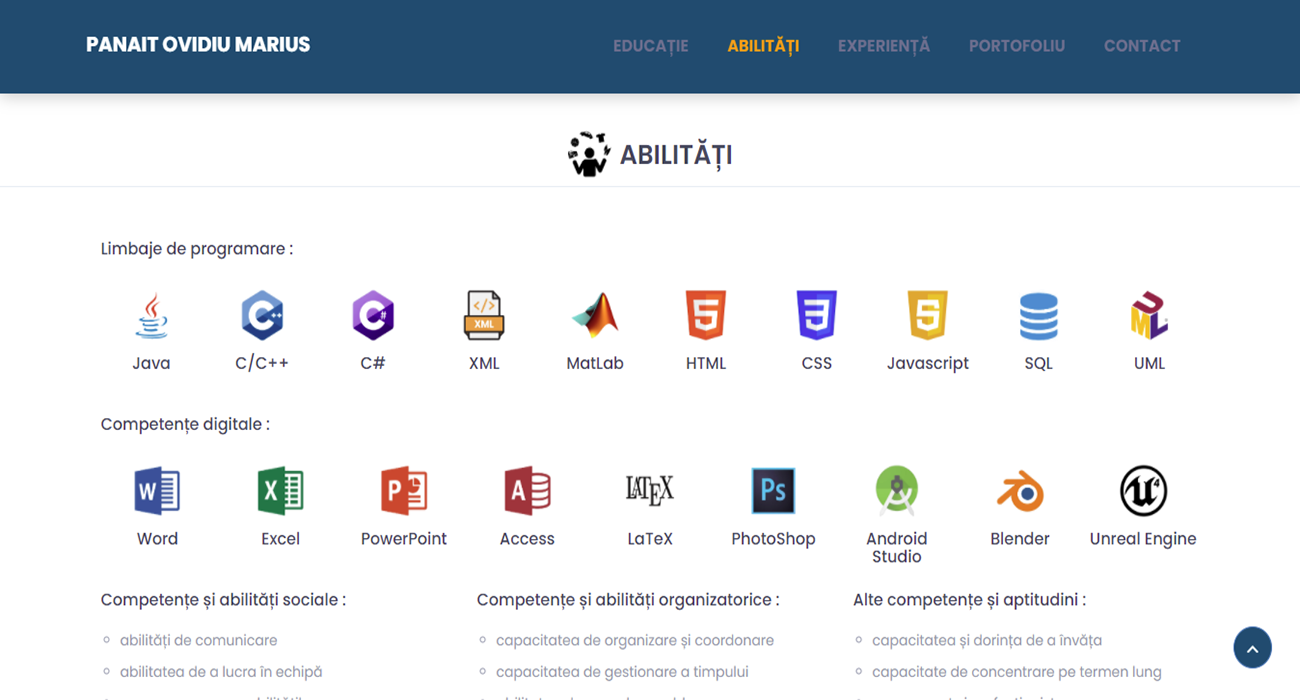 PANAIT OVIDIU MARIUS
EDUCAȚIE ABILITĂȚI EXPERIENȚĂ PORTOFOLIU CONTACT
ABILITĂȚI
Limbaje de programare :
Java C/C++ C# XML MatLab HTML CSS Javascript SQL UML
Competențe digitale :
Word Excel PowerPoint Access LaTeX PhotoShop Android Studio Blender Unreal Engine
Competențe și abilități sociale :
abilități de comunicare
abilitatea de a lucra în echipă
Competențe și abilități organizatorice :
capacitatea de organizare și coordonare
capacitatea de gestionare a timpului
Alte competențe și aptitudini :
capacitatea și dorința de a învăța
capacitate de concentrare pe termen lung